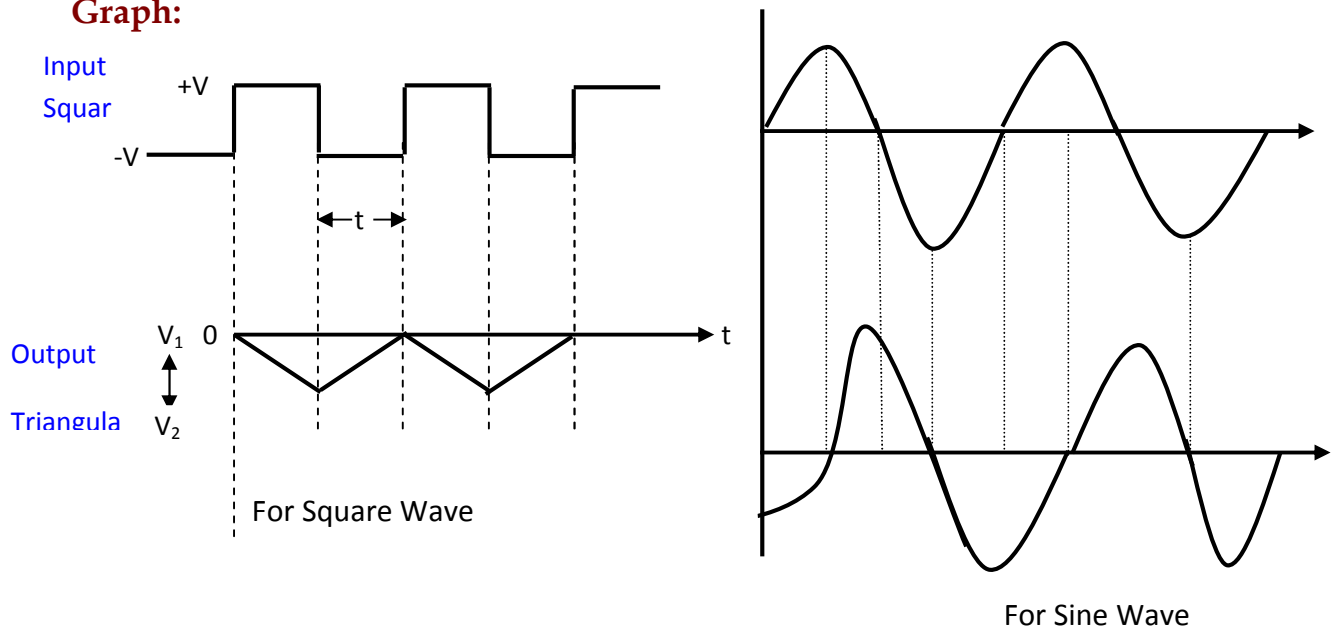 Graph:
Input
Squar
+V
-V
t
V₁ 0
t
Output
Triangula
V₂
For Square Wave
For Sine Wave